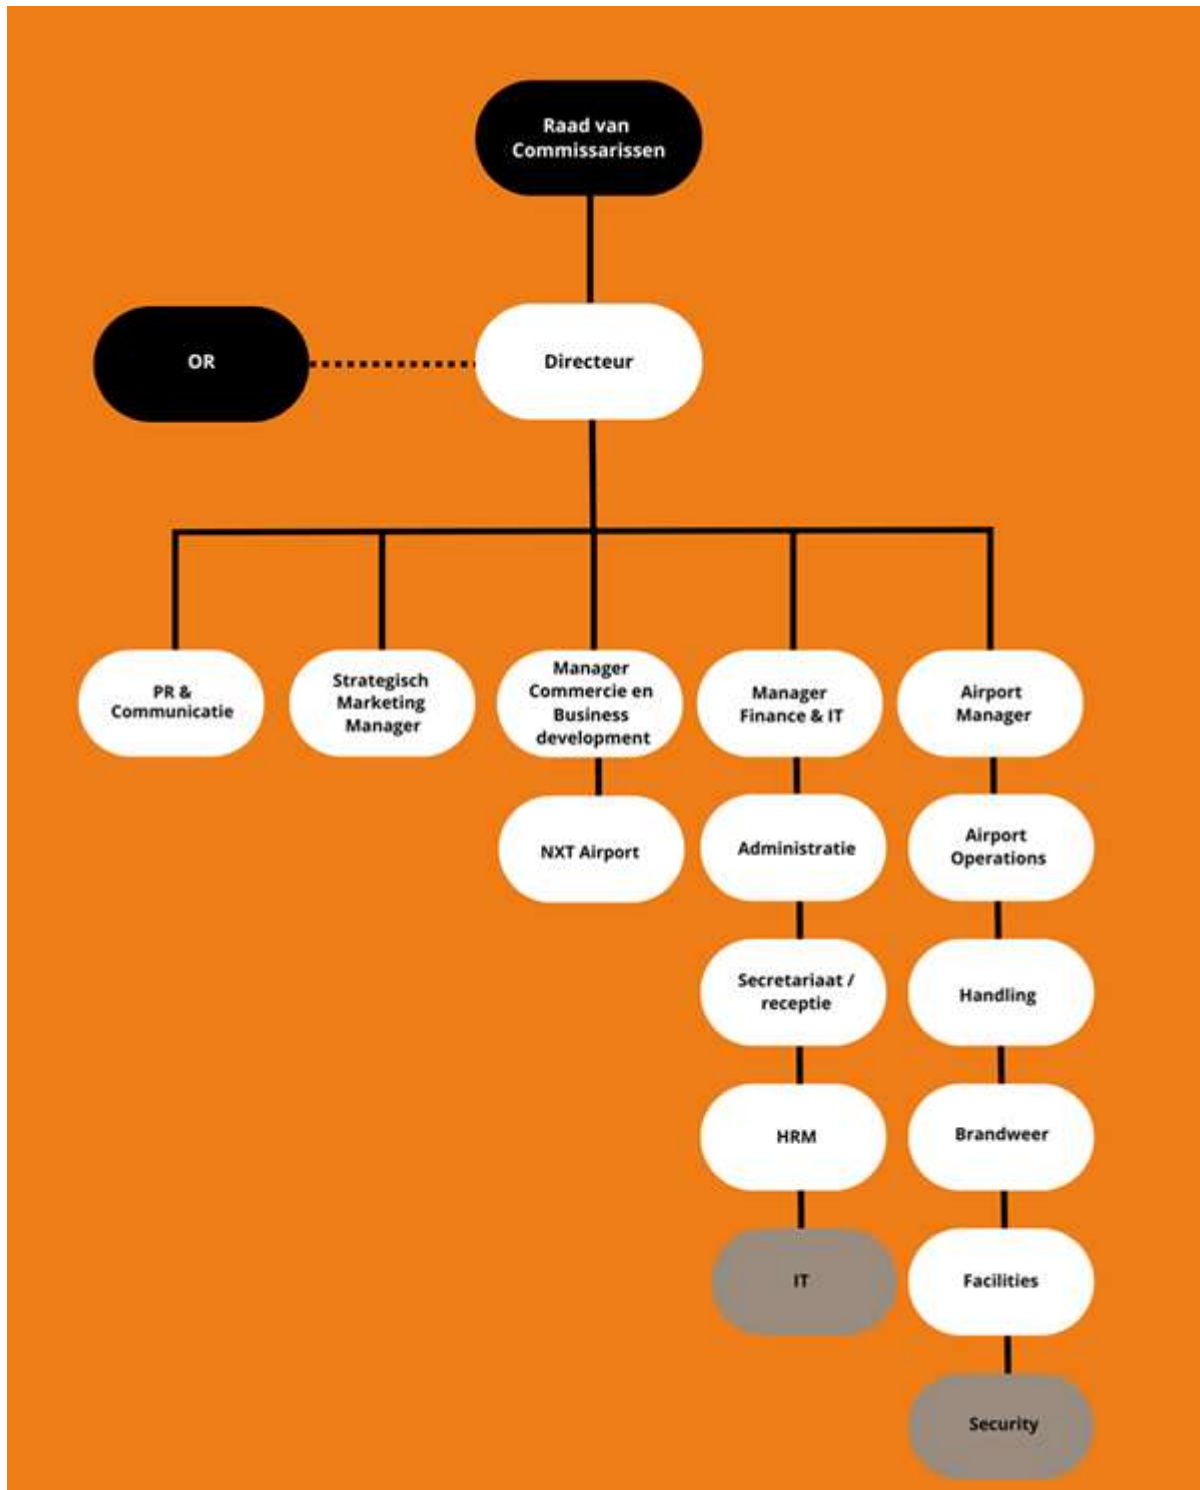 Raad van
Commissarissen
OR
Directeur
PR &
Communicatie
Strategisch
Marketing
Manager
Manager
Commercie en
Business
development
Manager
Finance & IT
Airport
Manager
NXT Airport
Administratie
Airport
Operations
Secretariaat /
receptie
Handling
HRM
Brandweer
IT
Facilities
Security